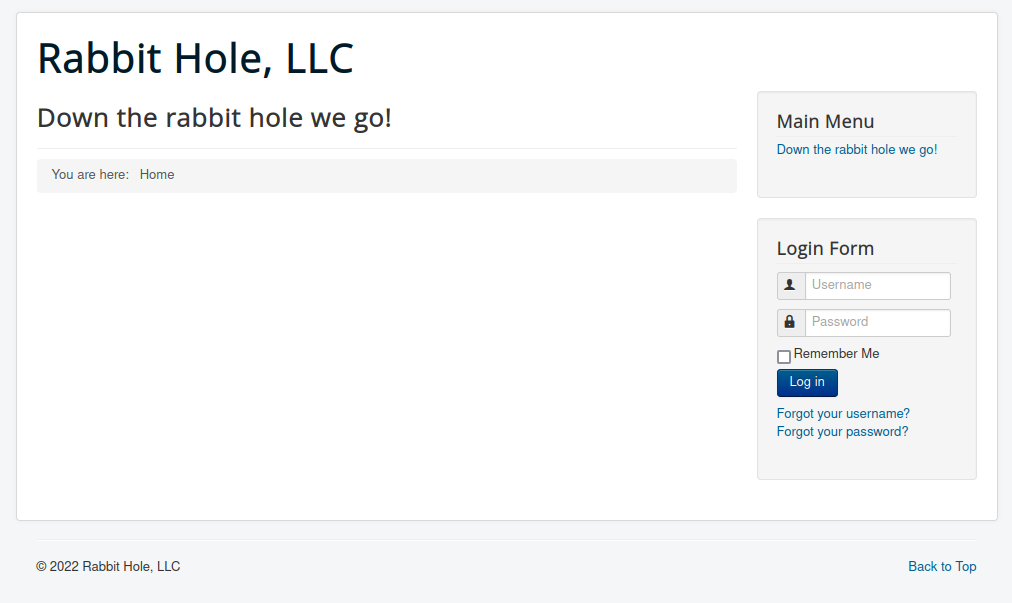 Rabbit Hole, LLC
Down the rabbit hole we go!
You are here: Home
Main Menu
Down the rabbit hole we go!
Login Form
Username
Password
Remember Me
Log in
Forgot your username?
Forgot your password?
© 2022 Rabbit Hole, LLC
Back to Top